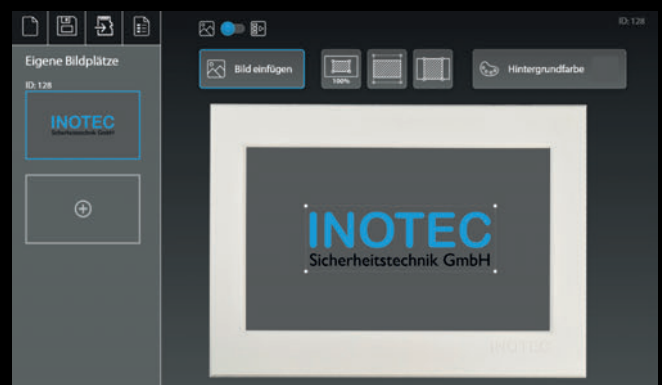 ID: 128
Eigene Bildplätze
ID: 128
INOTEC
Sicherheitstechnik GmbH
Bild einfügen
100%
Hintergrundfarbe
INOTEC
Sicherheitstechnik GmbH
INOTEC